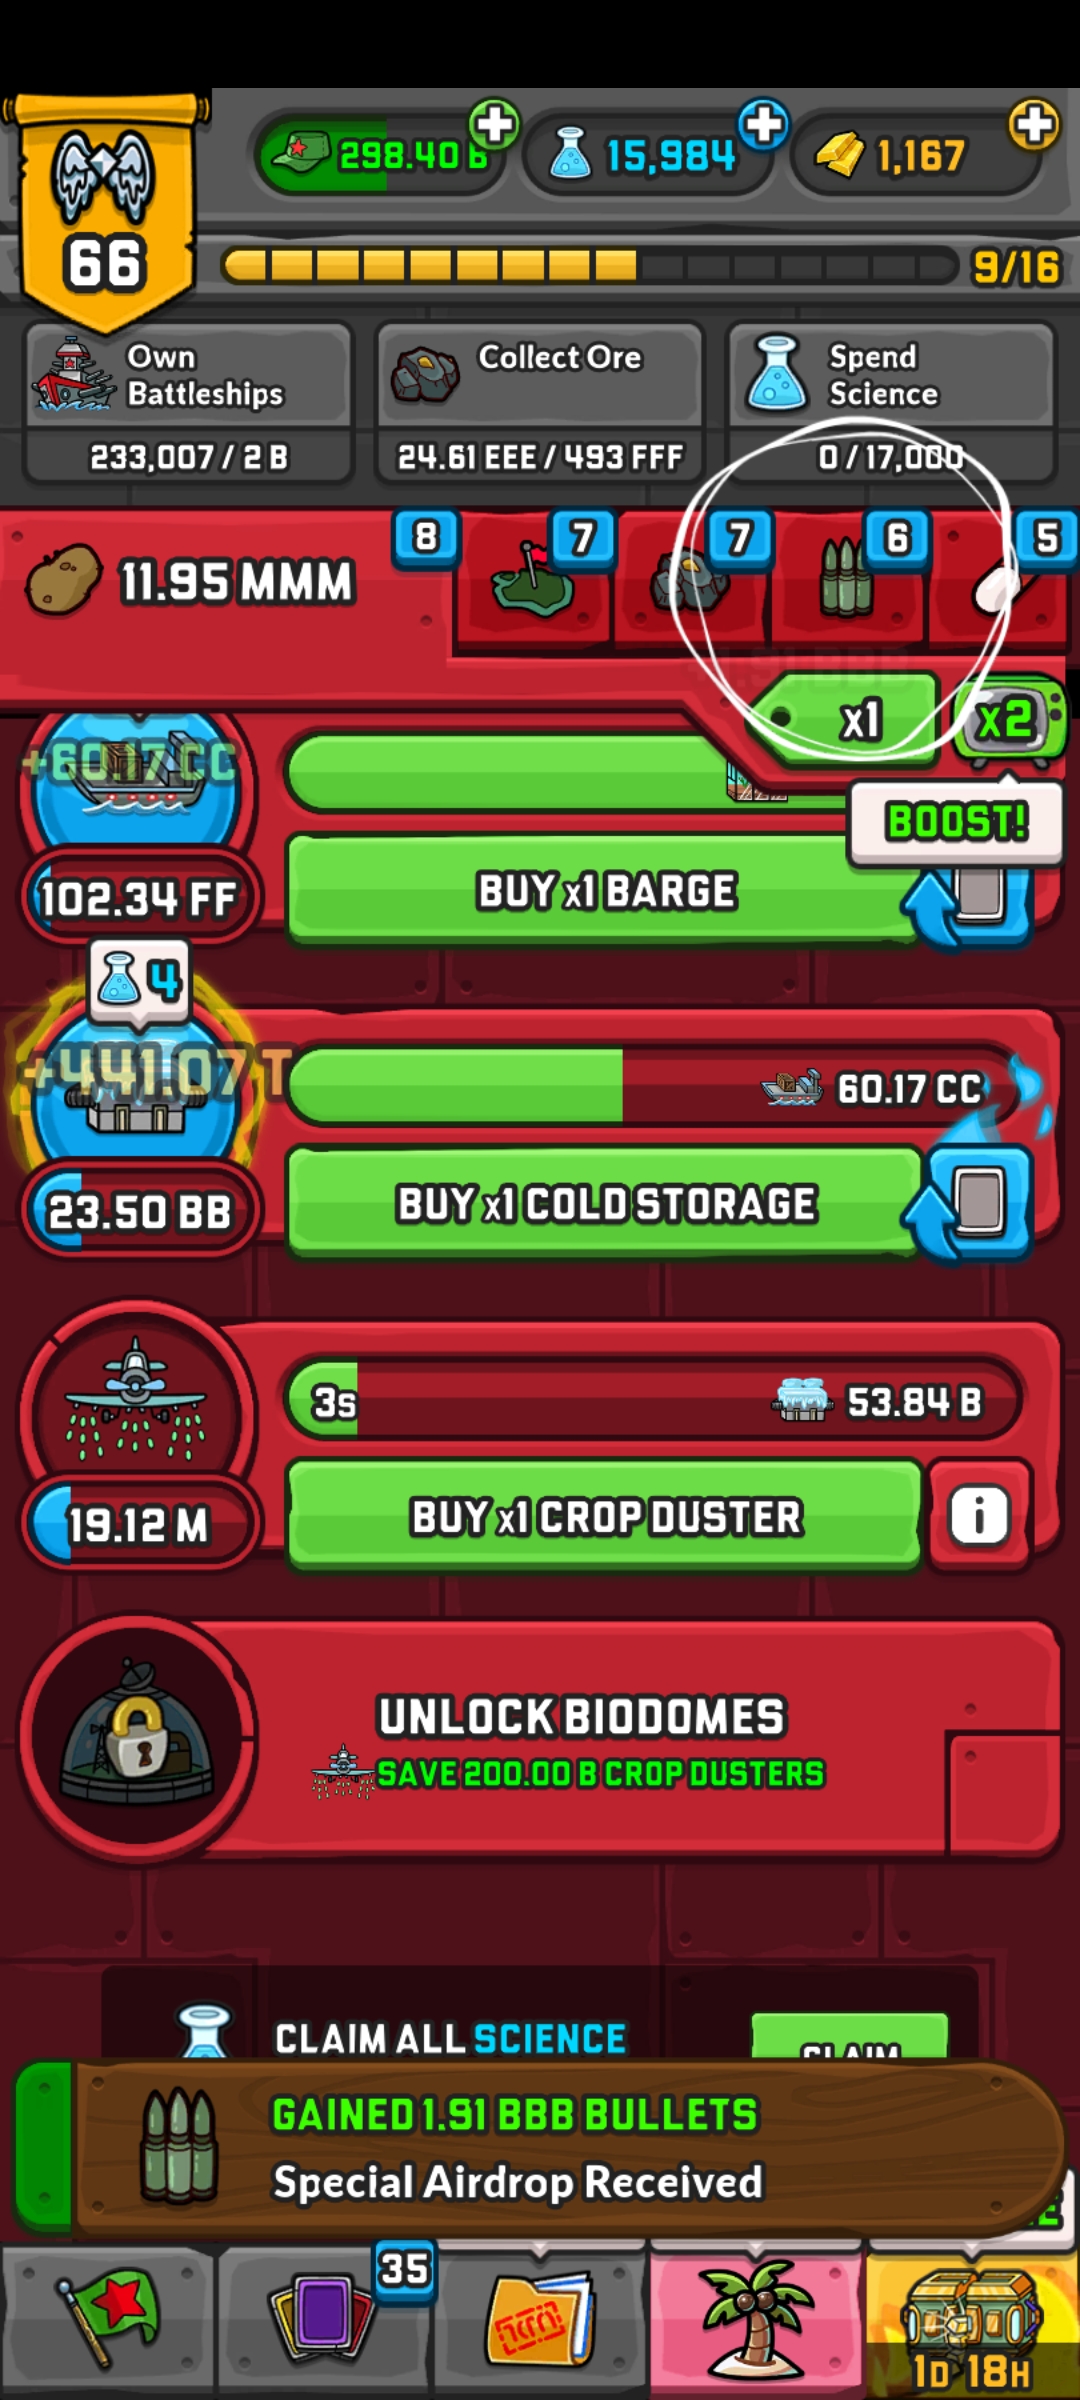 298.40 B
15,984
1,167
66
9/16
Own
Battleships
Collect Ore
Spend
Science
233,007 / 2 B
24.61 EEE / 493 FFF
0 / 17,000
8
7
7
6
5
11.95 MMM
x1
x2
BOOST!
+60.17 CC
BUY x1 BARGE
102.34 FF
4
+441.07 T
60.17 CC
BUY x1 COLD STORAGE
23.50 BB
3s
53.84 B
BUY x1 CROP DUSTER
i
19.12 M
UNLOCK BIODOMES
SAVE 200.00 B CROP DUSTERS
CLAIM ALL SCIENCE
CLAIM
GAINED 1.91 BBB BULLETS
Special Airdrop Received
35
1D 18H